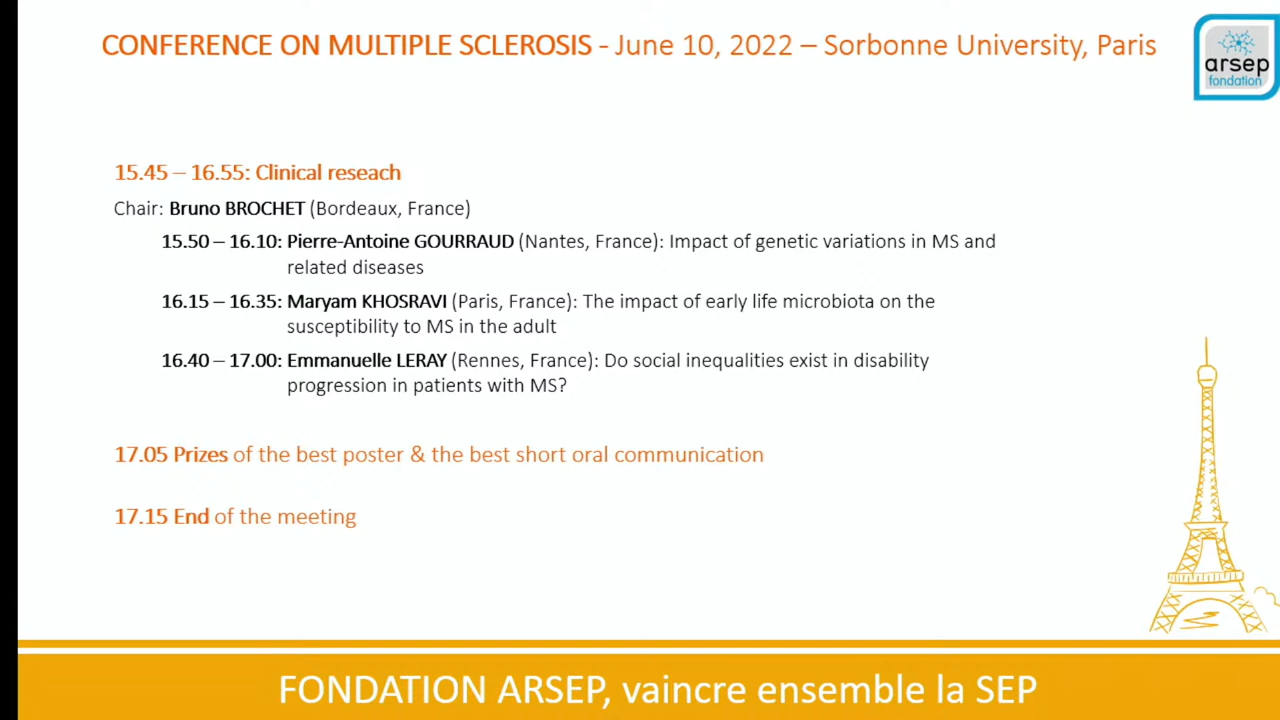 CONFERENCE ON MULTIPLE SCLEROSIS - June 10, 2022 – Sorbonne University, Paris
arsep
fondation
15.45 – 16.55: Clinical reseach
Chair: Bruno BROCHET (Bordeaux, France)
15.50 – 16.10: Pierre-Antoine GOURRAUD (Nantes, France): Impact of genetic variations in MS and
related diseases
16.15 – 16.35: Maryam KHOSRAVI (Paris, France): The impact of early life microbiota on the
susceptibility to MS in the adult
16.40 – 17.00: Emmanuelle LERAY (Rennes, France): Do social inequalities exist in disability
progression in patients with MS?
17.05 Prizes of the best poster & the best short oral communication
17.15 End of the meeting
FONDATION ARSEP, vaincre ensemble la SEP